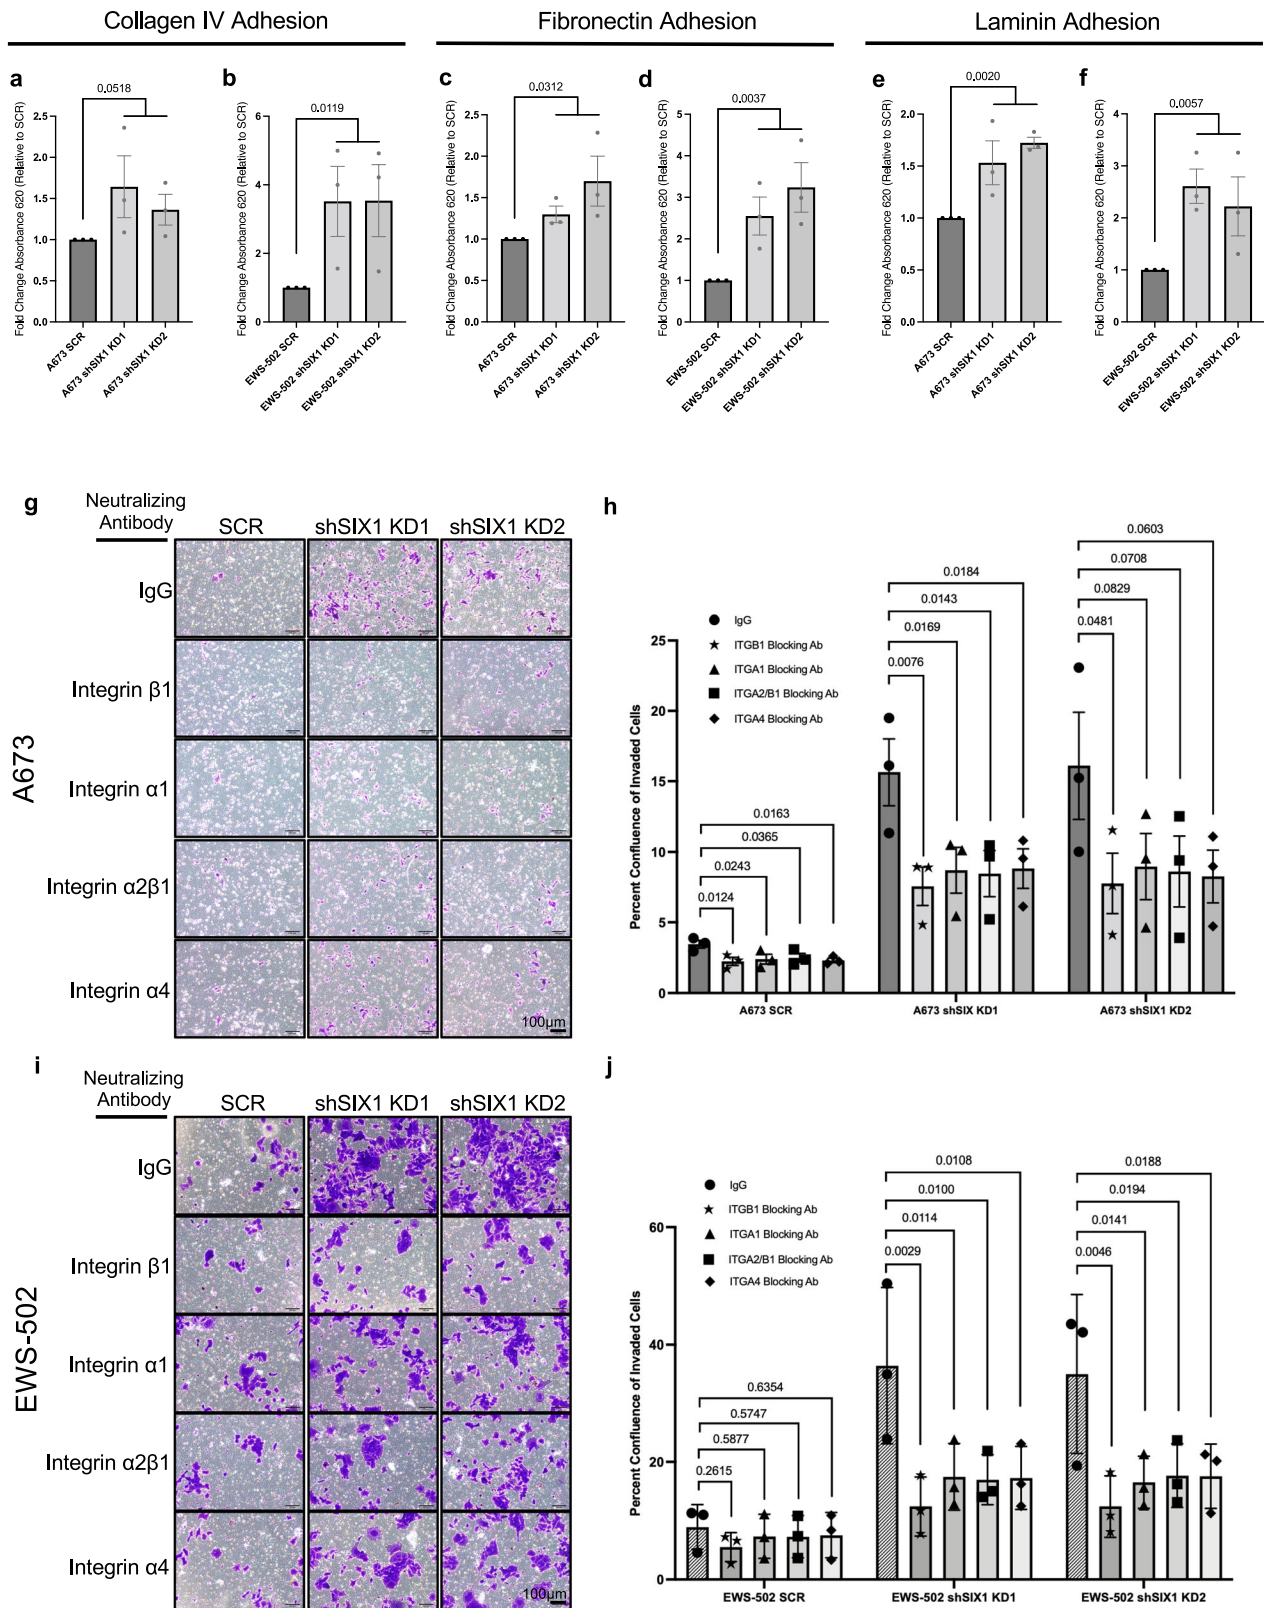 Collagen IV Adhesion
Fibronectin Adhesion
Laminin Adhesion
a
0.0518
Fold Change Absorbance 620 (Relative to SCR)
2.5
2.0
1.5
1.0
0.5
0.0
A673 SCR
A673 shSIX1 KD1
A673 shSIX1 KD2
b
0.0119
Fold Change Absorbance 620 (Relative to SCR)
6
4
2
0
EWS-502 SCR
EWS-502 shSIX1 KD1
EWS-502 shSIX1 KD2
c
0.0312
Fold Change Absorbance 620 (Relative to SCR)
2.5
2.0
1.5
1.0
0.5
0.0
A673 SCR
A673 shSIX1 KD1
A673 shSIX1 KD2
d
0.0037
Fold Change Absorbance 620 (Relative to SCR)
5
4
3
2
1
0
EWS-502 SCR
EWS-502 shSIX1 KD1
EWS-502 shSIX1 KD2
e
0.0020
Fold Change Absorbance 620 (Relative to SCR)
2.0
1.5
1.0
0.5
0.0
A673 SCR
A673 shSIX1 KD1
A673 shSIX1 KD2
f
0.0057
Fold Change Absorbance 620 (Relative to SCR)
4
3
2
1
0
EWS-502 SCR
EWS-502 shSIX1 KD1
EWS-502 shSIX1 KD2
g
Neutralizing
Antibody
SCR
shSIX1 KD1
shSIX1 KD2
A673
IgG
Integrin β1
Integrin α1
Integrin α2β1
Integrin α4
100µm
h
IgG
ITGB1 Blocking Ab
ITGA1 Blocking Ab
ITGA2/B1 Blocking Ab
ITGA4 Blocking Ab
Percent Confluence of Invaded Cells
25
20
15
10
5
0
0.0163
0.0365
0.0243
0.0124
0.0184
0.0143
0.0169
0.0076
0.0603
0.0708
0.0829
0.0481
A673 SCR
A673 shSIX KD1
A673 shSIX1 KD2
i
Neutralizing
Antibody
SCR
shSIX1 KD1
shSIX1 KD2
EWS-502
IgG
Integrin β1
Integrin α1
Integrin α2β1
Integrin α4
100µm
j
IgG
ITGB1 Blocking Ab
ITGA1 Blocking Ab
ITGA2/B1 Blocking Ab
ITGA4 Blocking Ab
Percent Confluence of Invaded Cells
60
40
20
0
0.6354
0.5747
0.5877
0.2615
0.0108
0.0100
0.0114
0.0029
0.0188
0.0194
0.0141
0.0046
EWS-502 SCR
EWS-502 shSIX1 KD1
EWS-502 shSIX1 KD2